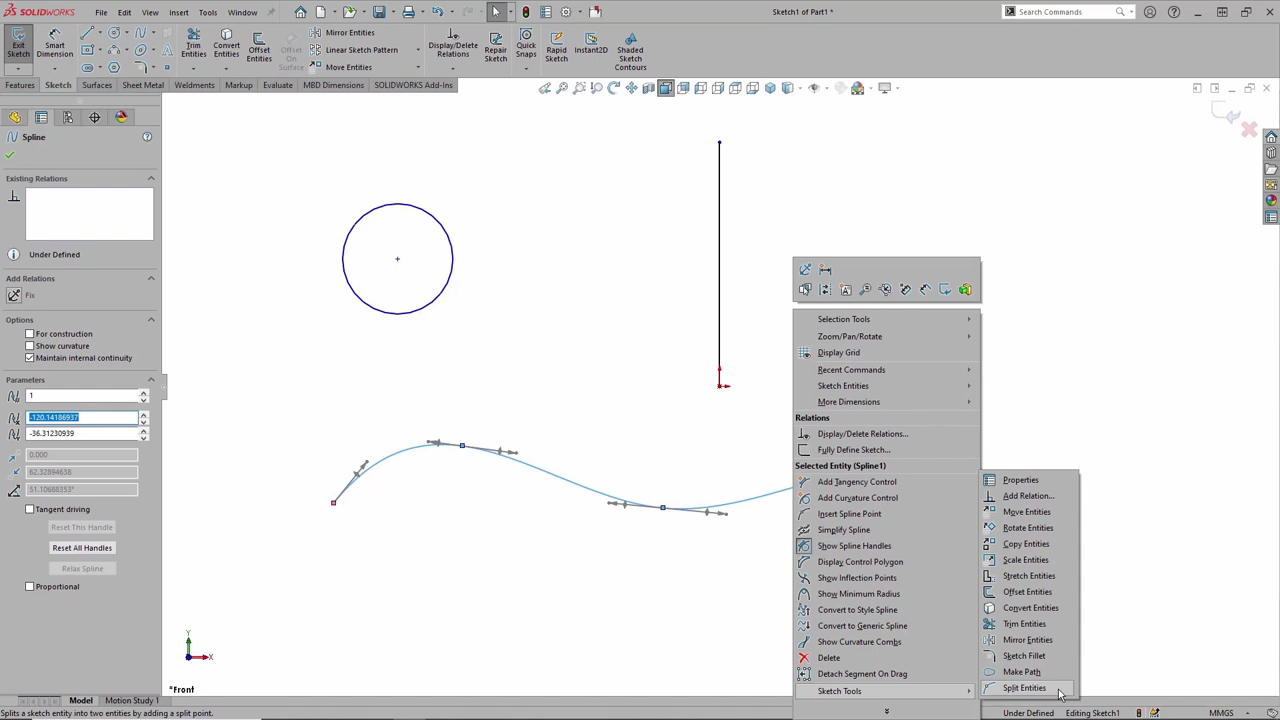 SOLIDWORKS File Edit View Insert Tools Window Sketch1 of Part1 * Search Commands
Exit Sketch Smart Dimension Trim Entities Convert Entities Offset Entities Offset On Surface Mirror Entities Linear Sketch Pattern Move Entities Display/Delete Relations Repair Sketch Quick Snaps Instant2D Rapid Sketch Shaded Sketch Contours
Features Sketch Surfaces Sheet Metal Weldments Markup Evaluate MBD Dimensions SOLIDWORKS Add-Ins
Spline
Existing Relations
Under Defined
Add Relations
Fix
Options
For construction
Show curvature
Maintain internal continuity
Parameters
1
-120.14186937
-36.31230939
0.000
62.32894638
51.10688353°
Tangent driving
Reset This Handle
Reset All Handles
Relax Spline
Proportional
Selection Tools
Zoom/Pan/Rotate
Display Grid
Recent Commands
Sketch Entities
More Dimensions
Relations
Display/Delete Relations...
Fully Define Sketch...
Selected Entity (Spline1)
Add Tangency Control
Add Curvature Control
Insert Spline Point
Simplify Spline
Show Spline Handles
Display Control Polygon
Show Inflection Points
Show Minimum Radius
Convert to Style Spline
Convert to Generic Spline
Show Curvature Combs
Delete
Detach Segment On Drag
Sketch Tools
Properties
Add Relation...
Move Entities
Rotate Entities
Copy Entities
Scale Entities
Stretch Entities
Offset Entities
Convert Entities
Trim Entities
Mirror Entities
Sketch Fillet
Make Path
Split Entities
Y
X
*Front
Model Motion Study 1
Splits a sketch entity into two entities by adding a split point. Under Defined Editing Sketch1 MMGS